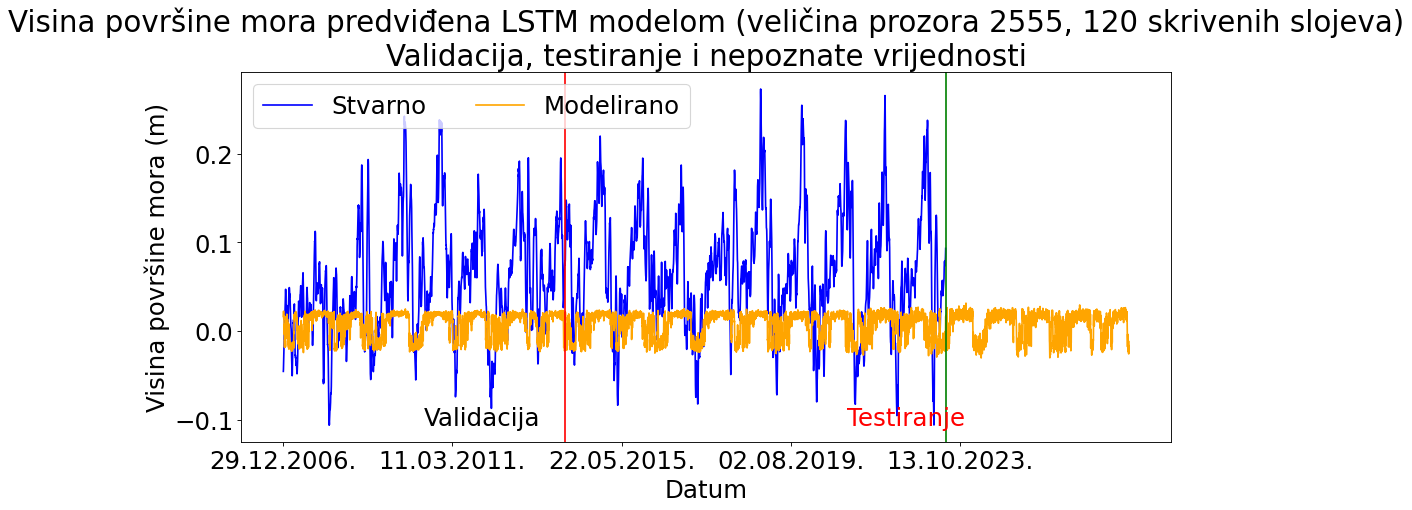 Visina površine mora predviđena LSTM modelom (veličina prozora 2555, 120 skrivenih slojeva)
Validacija, testiranje i nepoznate vrijednosti
Stvarno
Modelirano
Visina površine mora (m)
0.2
0.1
0.0
−0.1
Validacija
Testiranje
29.12.2006.
11.03.2011.
22.05.2015.
02.08.2019.
13.10.2023.
Datum